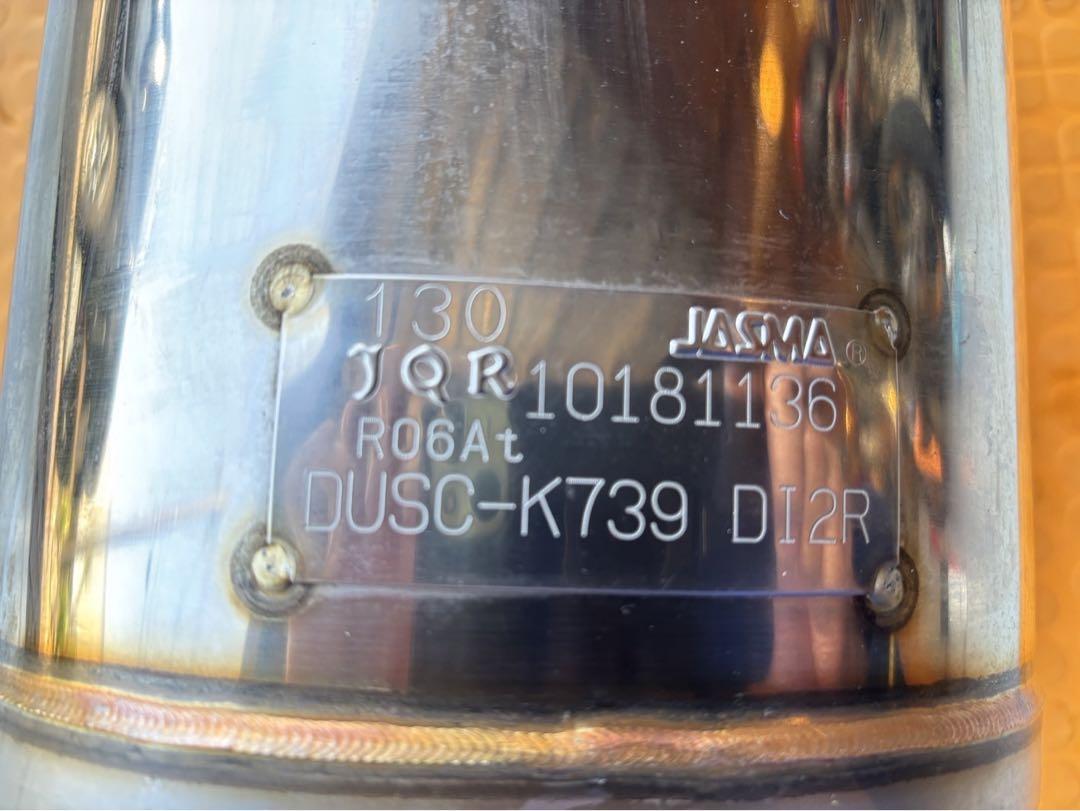 130 JASMA ®
JQR 10181136
R06At
DUSC-K739 DI2R